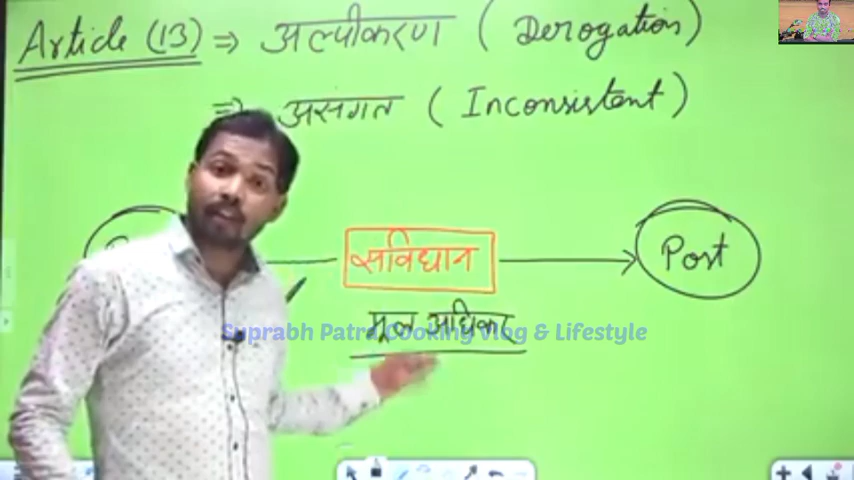 Article (13) ⇒ अल्पीकरण ( Derogation )
⇒ असंगत ( Inconsistent )
संविधान
Post
मूल अधिकार
Suprabh Patra Cooking Vlog & Lifestyle